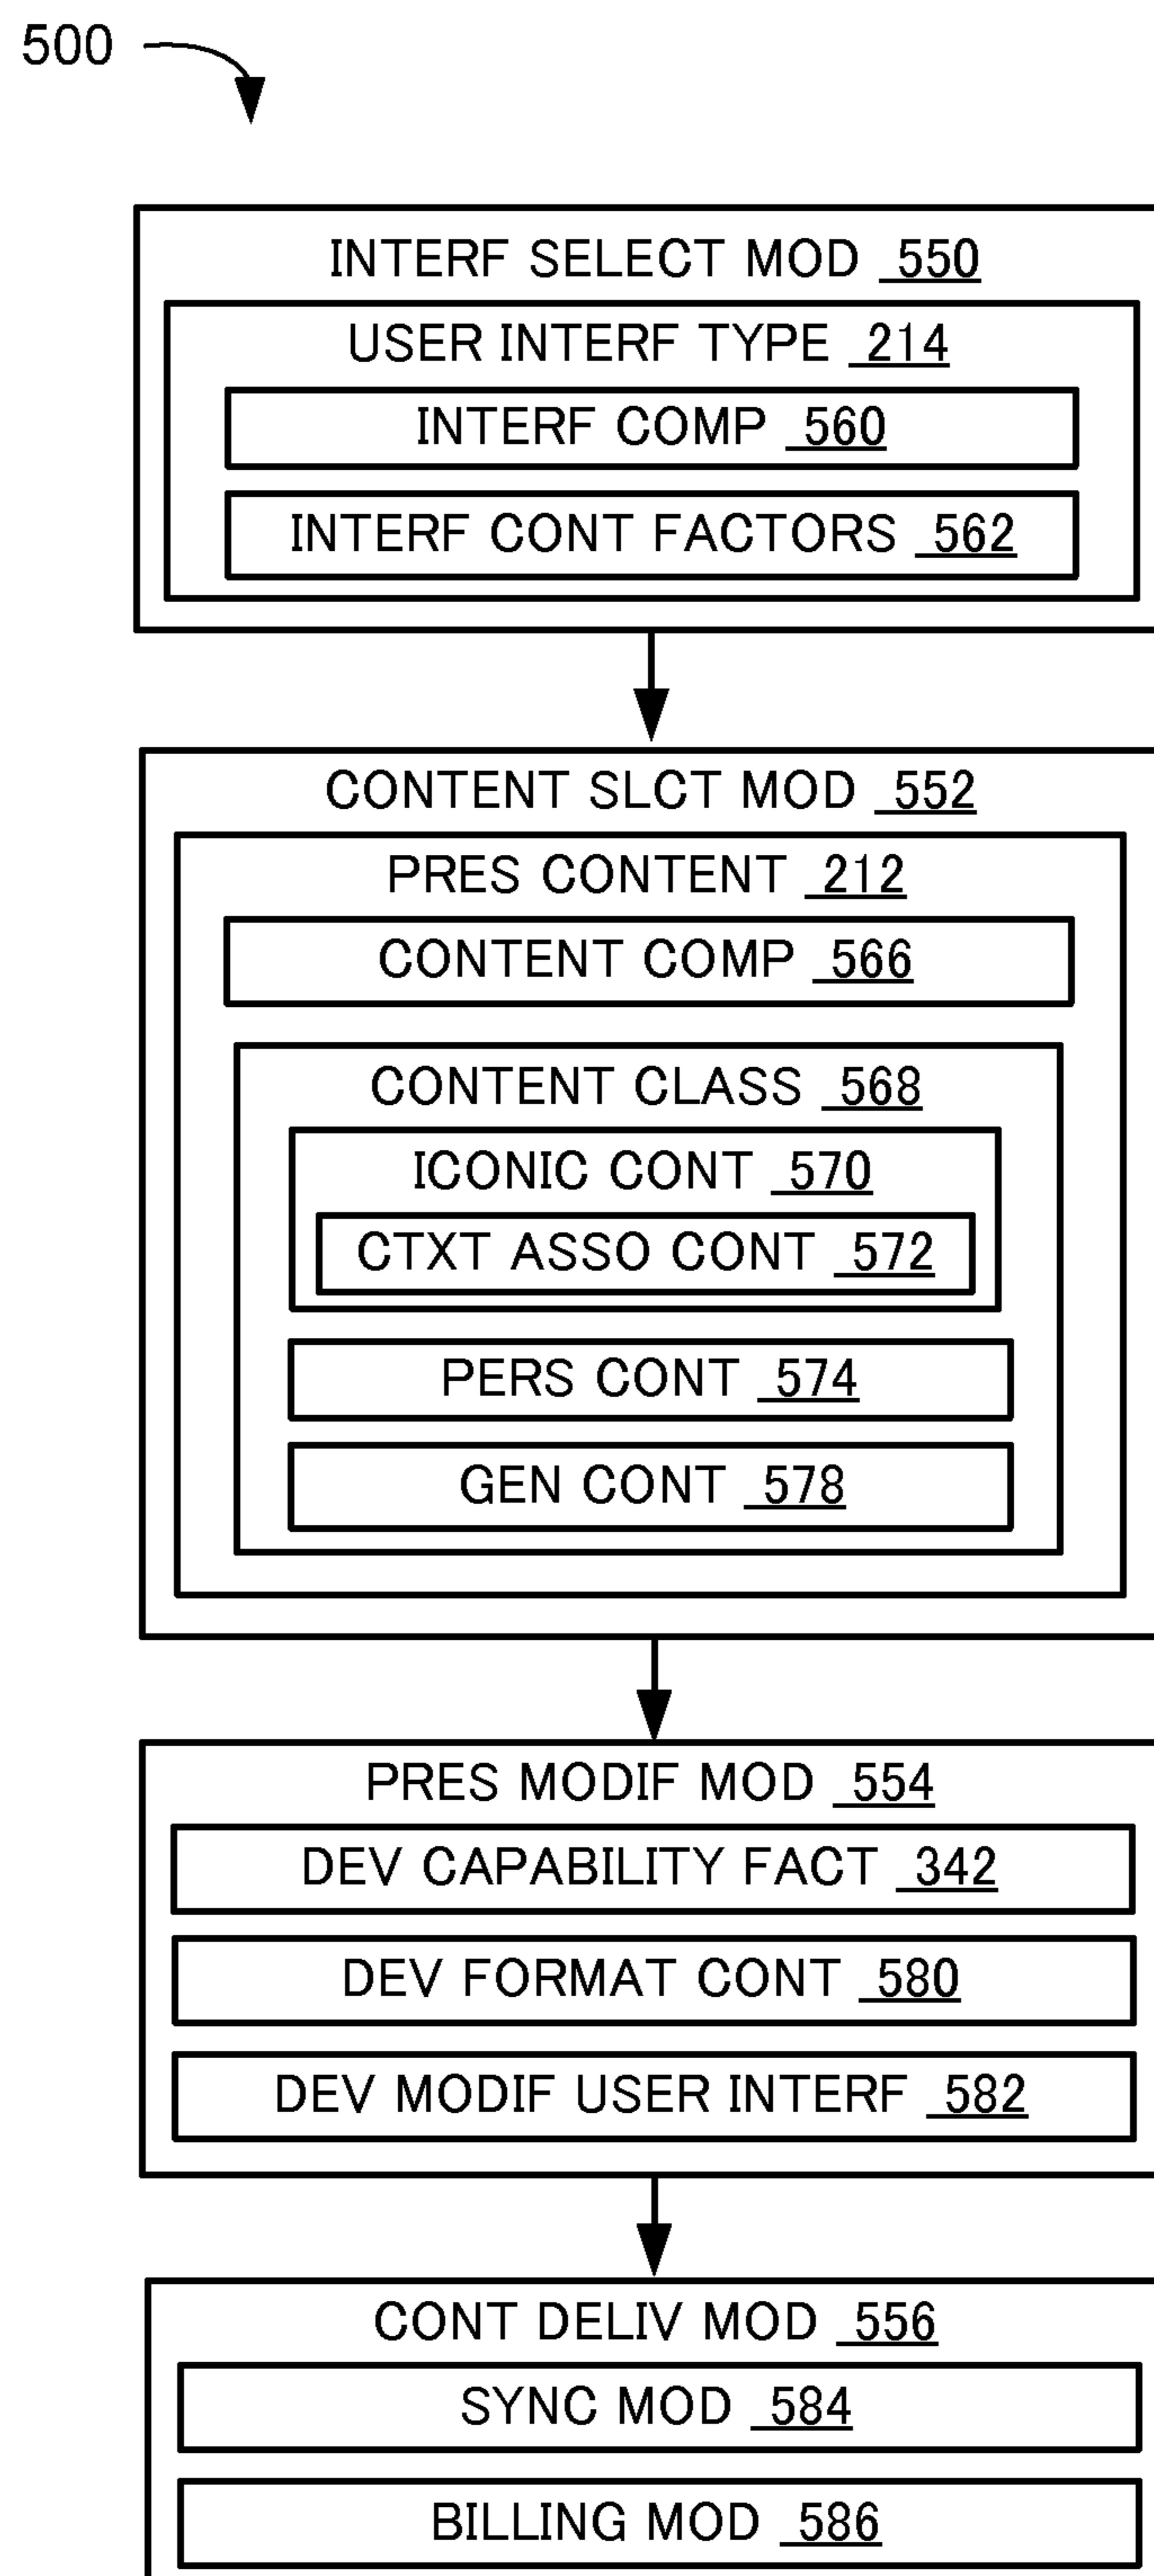 500
INTERF SELECT MOD 550
USER INTERF TYPE 214
INTERF COMP 560
INTERF CONT FACTORS 562
CONTENT SLCT MOD 552
PRES CONTENT 212
CONTENT COMP 566
CONTENT CLASS 568
ICONIC CONT 570
CTXT ASSO CONT 572
PERS CONT 574
GEN CONT 578
PRES MODIF MOD 554
DEV CAPABILITY FACT 342
DEV FORMAT CONT 580
DEV MODIF USER INTERF 582
CONT DELIV MOD 556
SYNC MOD 584
BILLING MOD 586